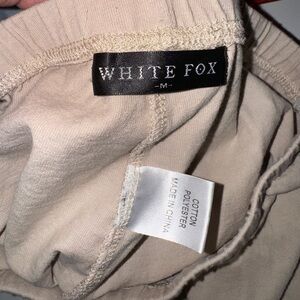 WHITE FOX
-M-
COTTON
POLYESTER
MADE IN CHINA